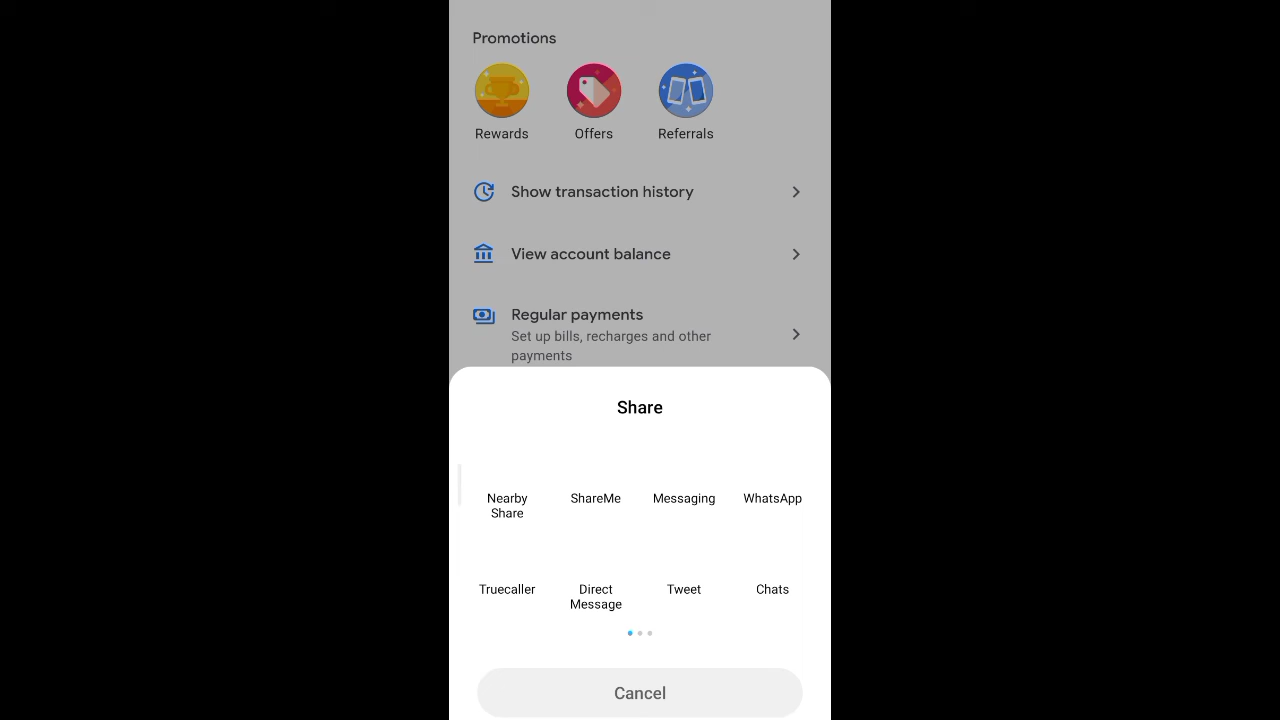 Promotions
Rewards Offers Referrals
Show transaction history
View account balance
Regular payments
Set up bills, recharges and other
payments
Share
Nearby Share ShareMe Messaging WhatsApp
Truecaller Direct Message Tweet Chats
Cancel